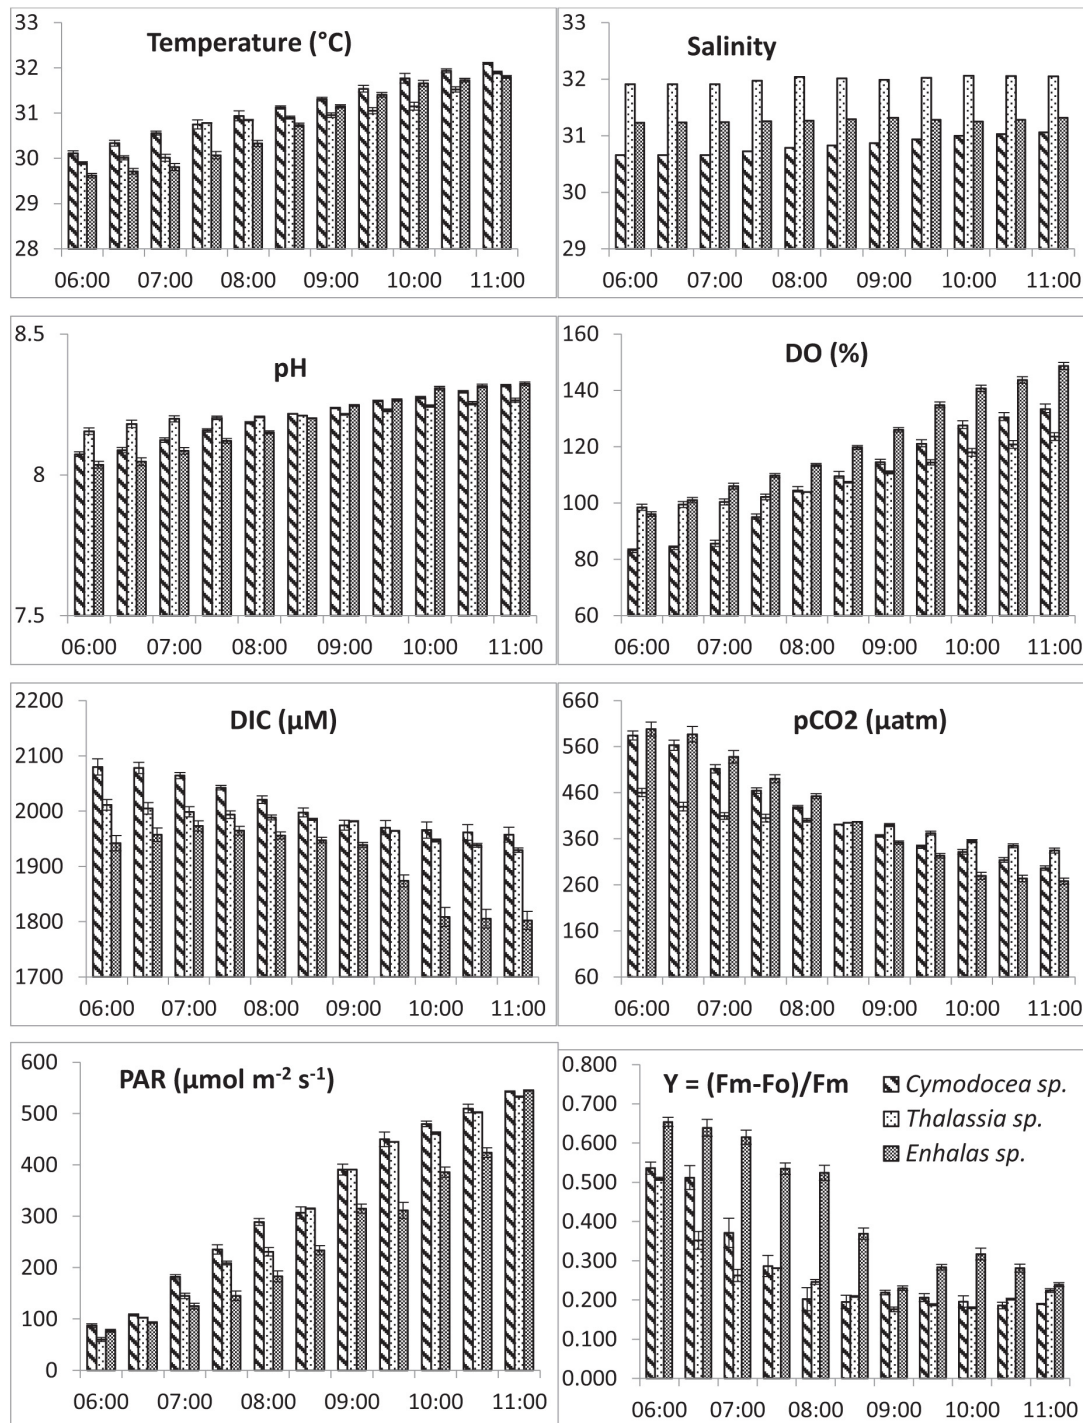 Temperature (°C)
33
32
31
30
29
28
06:00 07:00 08:00 09:00 10:00 11:00
Salinity
33
32
31
30
29
06:00 07:00 08:00 09:00 10:00 11:00
pH
8.5
8
7.5
06:00 07:00 08:00 09:00 10:00 11:00
DO (%)
160
140
120
100
80
60
06:00 07:00 08:00 09:00 10:00 11:00
DIC (µM)
2200
2100
2000
1900
1800
1700
06:00 07:00 08:00 09:00 10:00 11:00
pCO2 (µatm)
660
560
460
360
260
160
60
06:00 07:00 08:00 09:00 10:00 11:00
PAR (µmol m⁻² s⁻¹)
600
500
400
300
200
100
0
06:00 07:00 08:00 09:00 10:00 11:00
Y = (Fm-Fo)/Fm
Cymodocea sp.
Thalassia sp.
Enhalas sp.
0.800
0.700
0.600
0.500
0.400
0.300
0.200
0.100
0.000
06:00 07:00 08:00 09:00 10:00 11:00